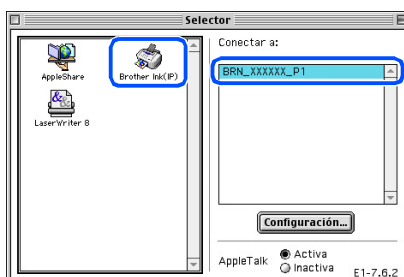 Selector
AppleShare
Brother Ink(IP)
LaserWriter 8
Conectar a:
BRN_XXXXXX_P1
Configuración...
AppleTalk
Activa
Inactiva
E1-7.6.2